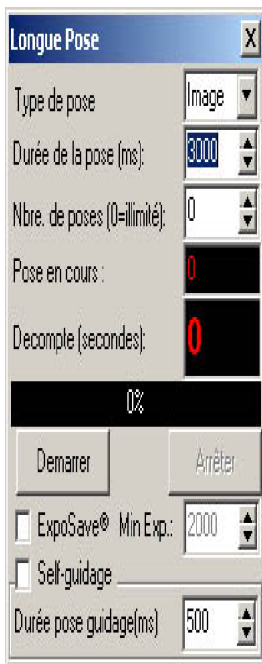 Longue Pose
Type de pose Image
Durée de la pose (ms): 3000
Nbre. de poses (0=illimité): 0
Pose en cours : 0
Decompte (secondes): 0
0%
Demarrer Arrêter
ExpoSave® Min Exp.: 2000
Self-guidage
Durée pose guidage(ms) 500